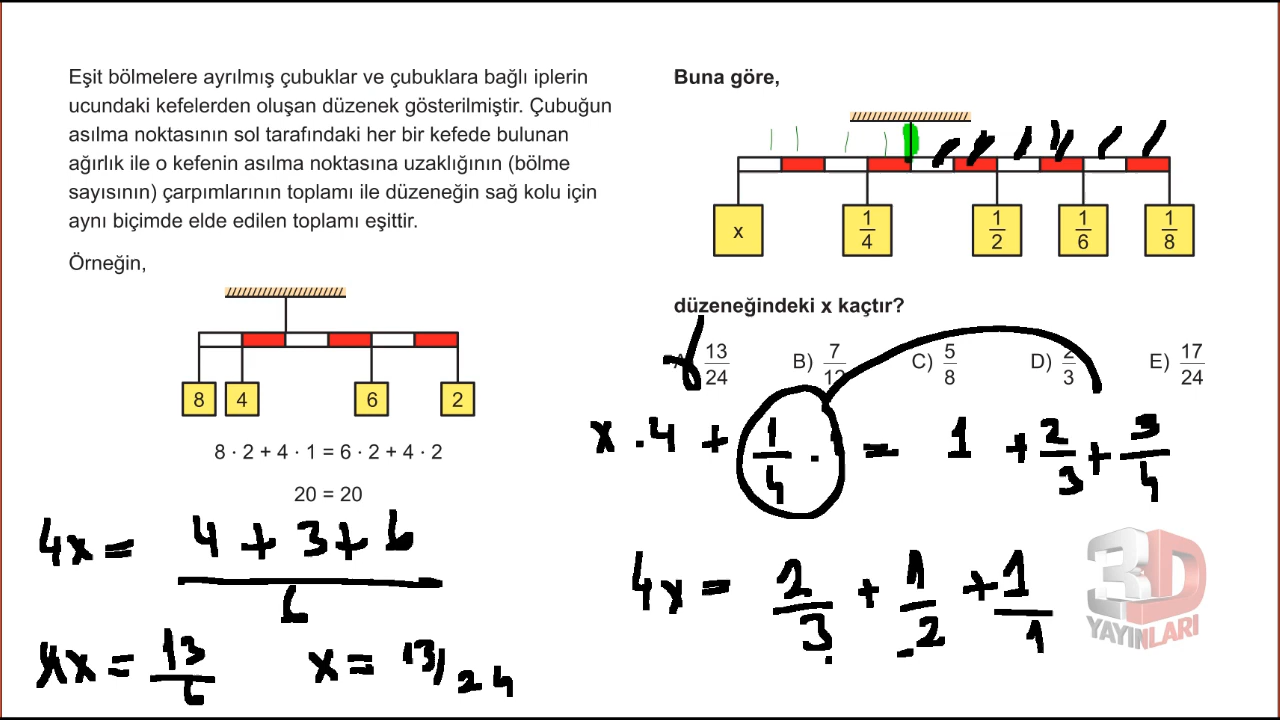 Eşit bölmelere ayrılmış çubuklar ve çubuklara bağlı iplerin
ucundaki kefelerden oluşan düzenek gösterilmiştir. Çubuğun
asılma noktasının sol tarafındaki her bir kefede bulunan
ağırlık ile o kefenin asılma noktasına uzaklığının (bölme
sayısının) çarpımlarının toplamı ile düzeneğin sağ kolu için
aynı biçimde elde edilen toplamı eşittir.
Örneğin,
8 4 6 2
8 · 2 + 4 · 1 = 6 · 2 + 4 · 2
20 = 20
4x = (4 + 3 + 6)/6
4x = 13/6 x = 13/24
Buna göre,
x 1/4 1/2 1/6 1/8
düzeneğindeki x kaçtır?
A) 13/24 B) 7/12 C) 5/8 D) 2/3 E) 17/24
x . 4 + 1/4 . 1 = 1 + 2/3 + 3/4
4x = 2/3 + 1/2 + 1/1
3D
YAYINLARI